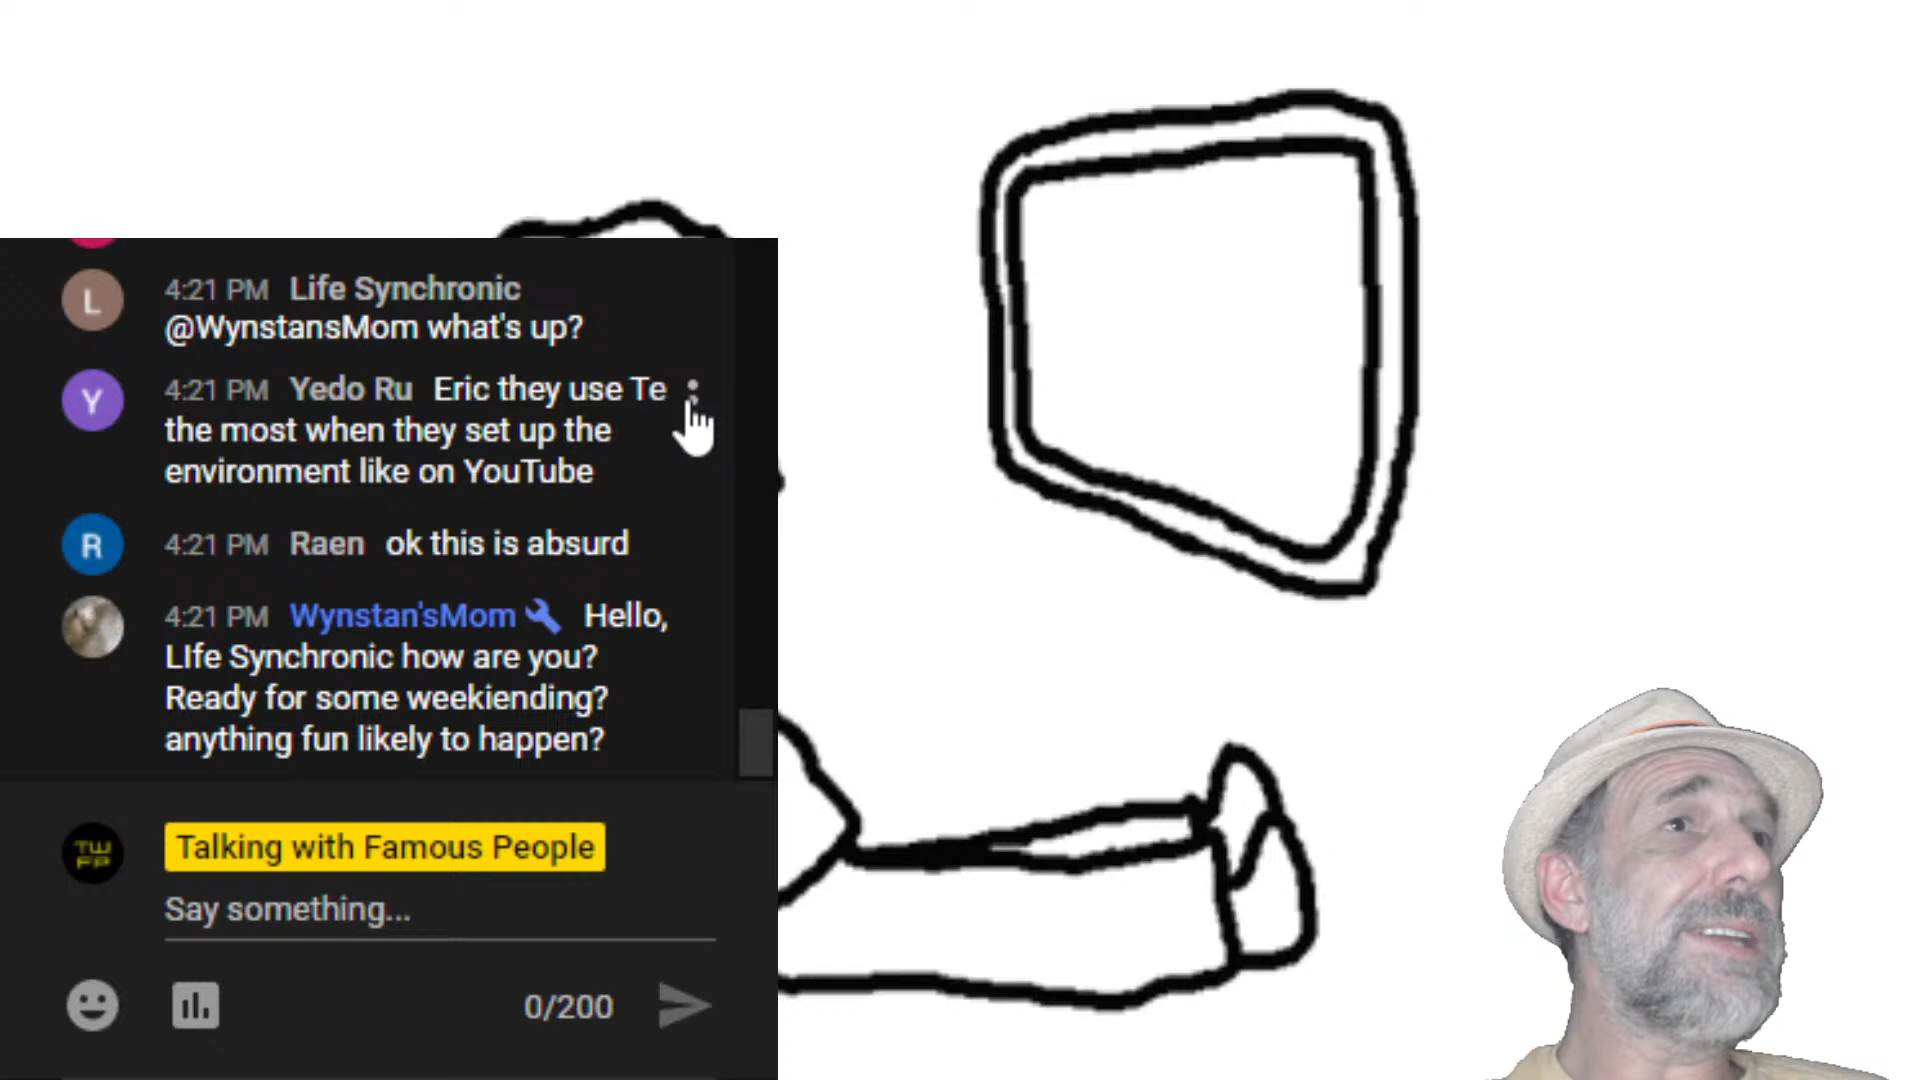 L
4:21 PM Life Synchronic
@WynstansMom what's up?
Y
4:21 PM Yedo Ru Eric they use Te
the most when they set up the
environment like on YouTube
R
4:21 PM Raen ok this is absurd
4:21 PM Wynstan'sMom Hello,
LIfe Synchronic how are you?
Ready for some weekiending?
anything fun likely to happen?
TW
FP
Talking with Famous People
Say something...
0/200